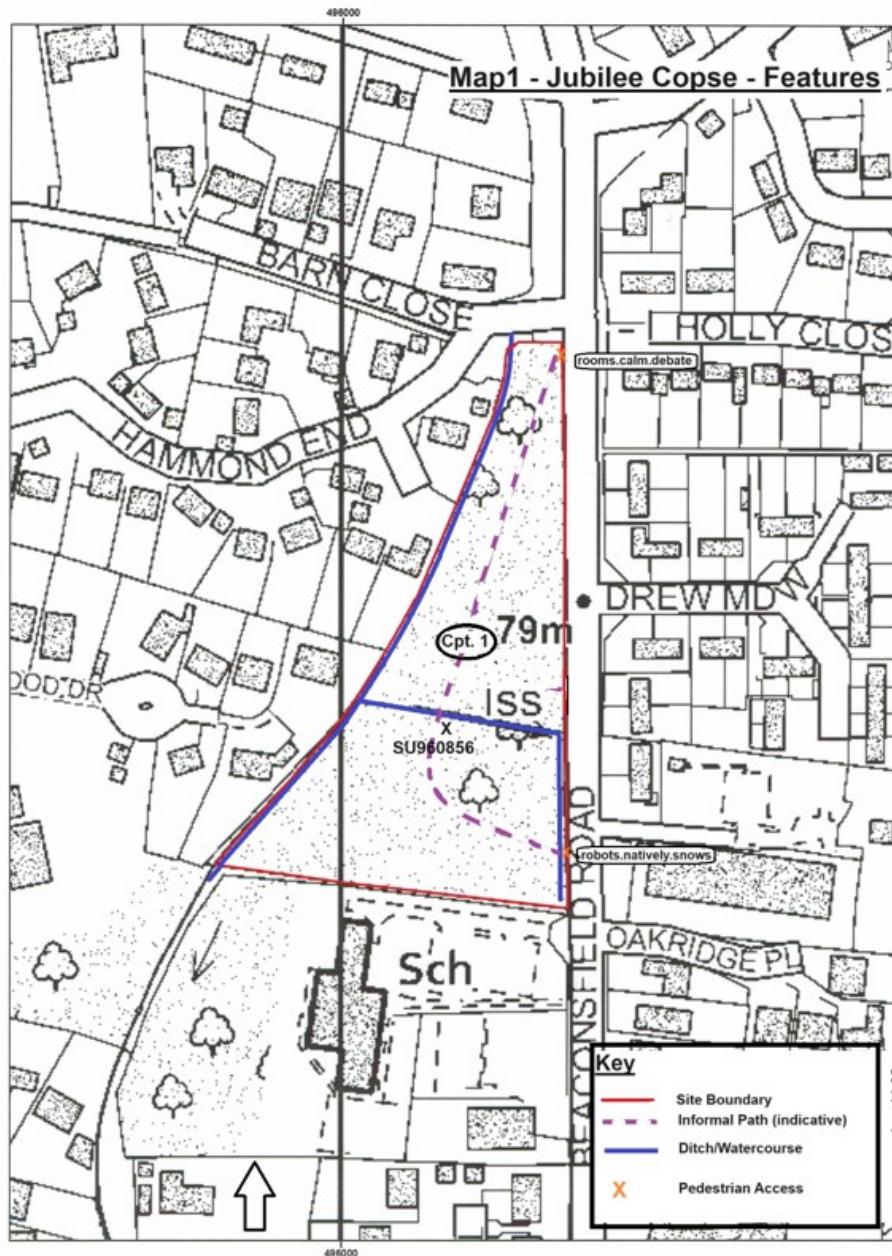 496000
Map1 - Jubilee Copse - Features
BARN CLOSE
HOLLY CLOS
rooms.calm.debate
HAMMOND END
DREW MDW
Cpt. 1
79m
ISS
OOD DR
X
SU960856
BEACONSFIELD ROAD
robots.natively.snows
OAKRIDGE PL
Sch
Key
Site Boundary
Informal Path (indicative)
Ditch/Watercourse
X Pedestrian Access
496000